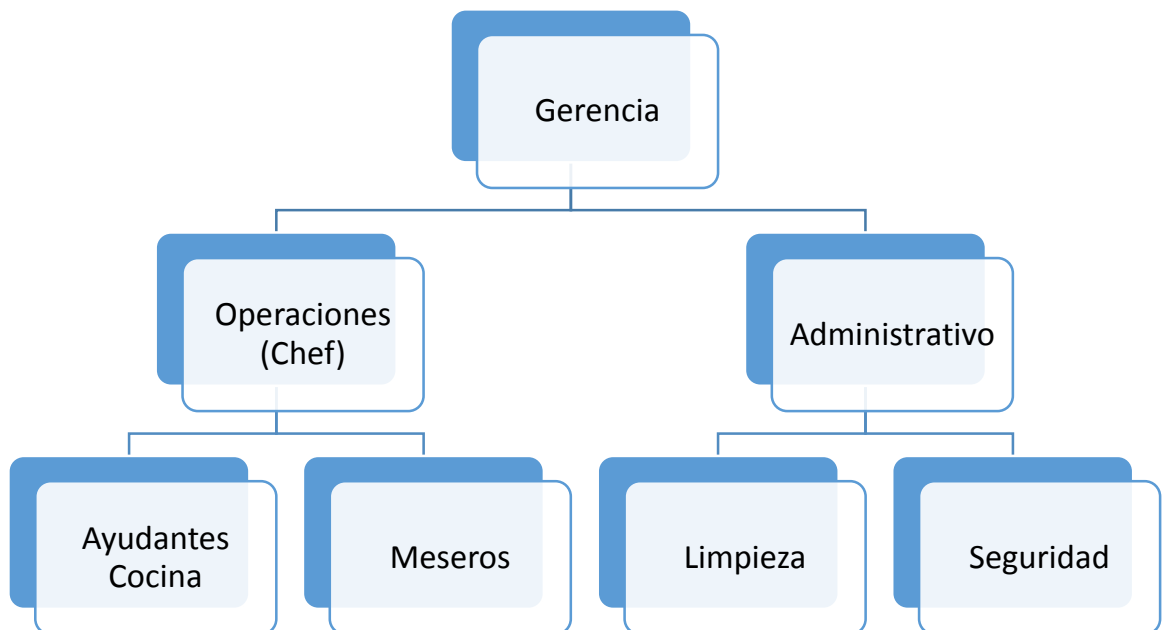 Gerencia
Operaciones
(Chef)
Administrativo
Ayudantes
Cocina
Meseros
Limpieza
Seguridad